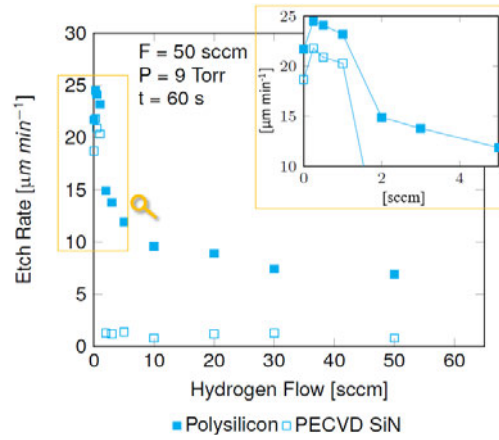 F = 50 sccm
P = 9 Torr
t = 60 s
Etch Rate [μm min⁻¹]
30
25
20
15
10
5
0
0
10
20
30
40
50
60
Hydrogen Flow [sccm]
[μm min⁻¹]
25
20
15
10
0
2
4
[sccm]
Polysilicon
PECVD SiN